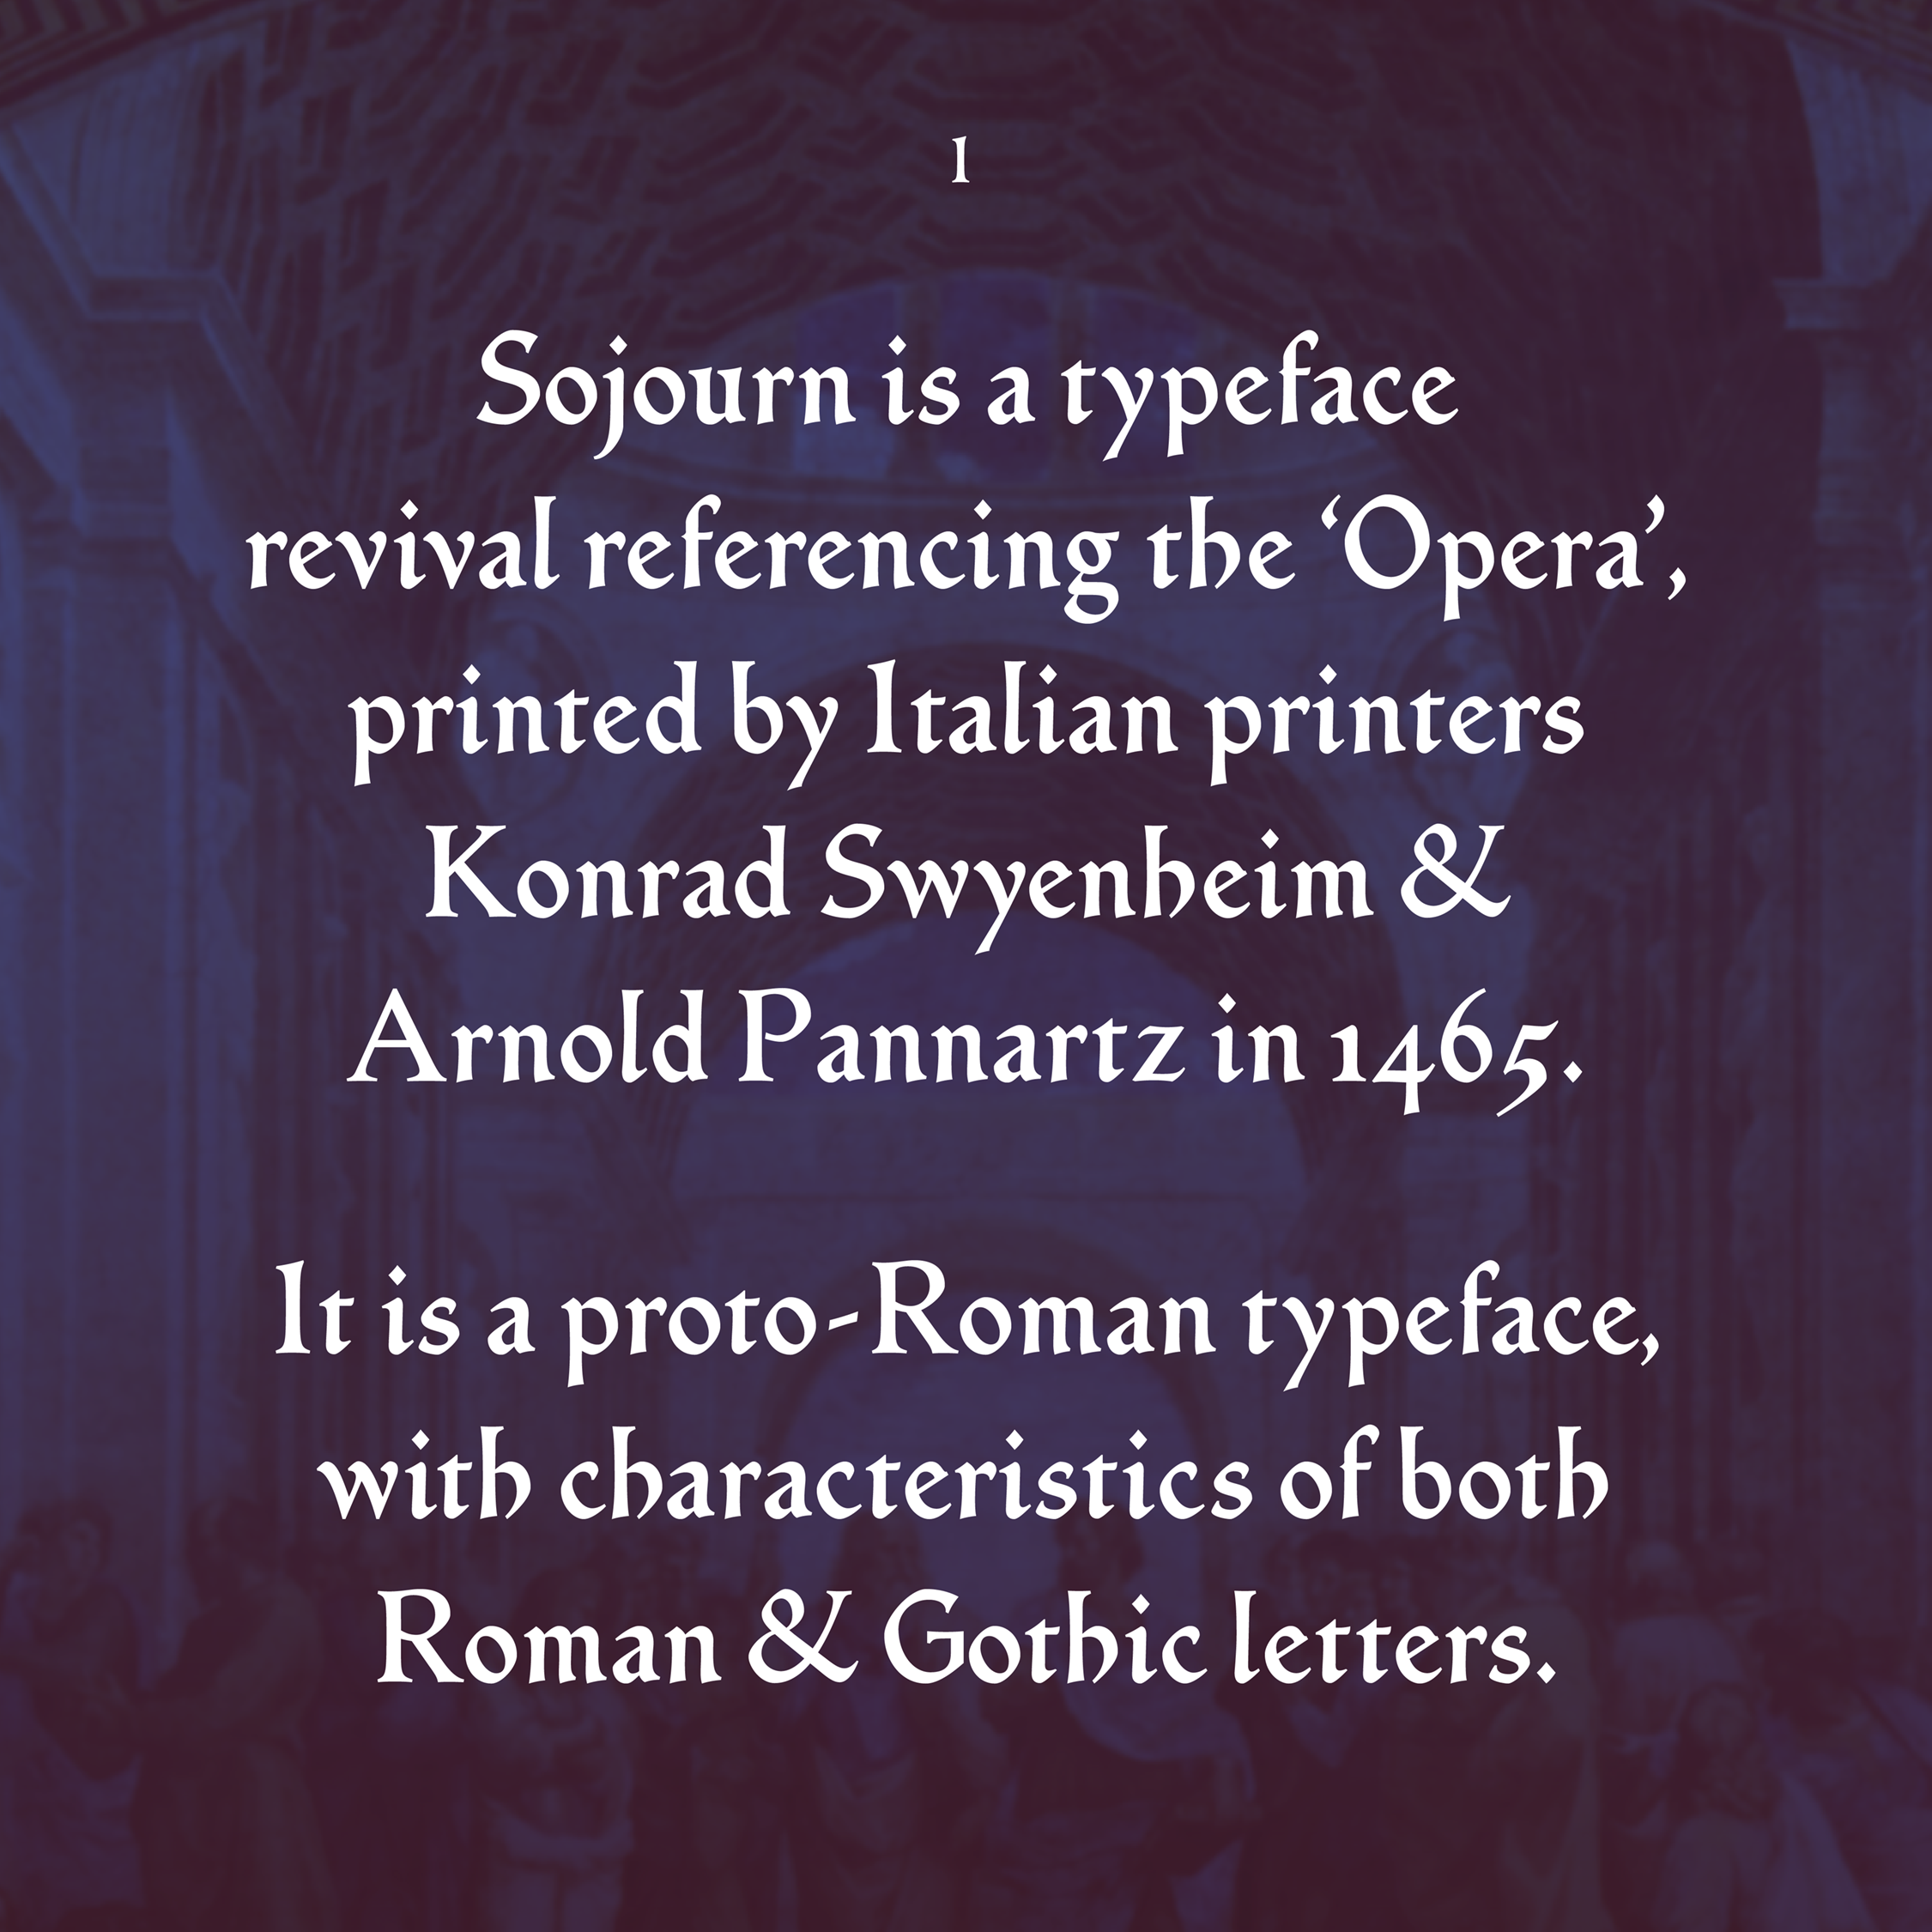 1
Sojourn is a typeface
revival referencing the ‘Opera’,
printed by Italian printers
Konrad Swyenheim &
Arnold Pannartz in 1465.
It is a proto-Roman typeface,
with characteristics of both
Roman & Gothic letters.